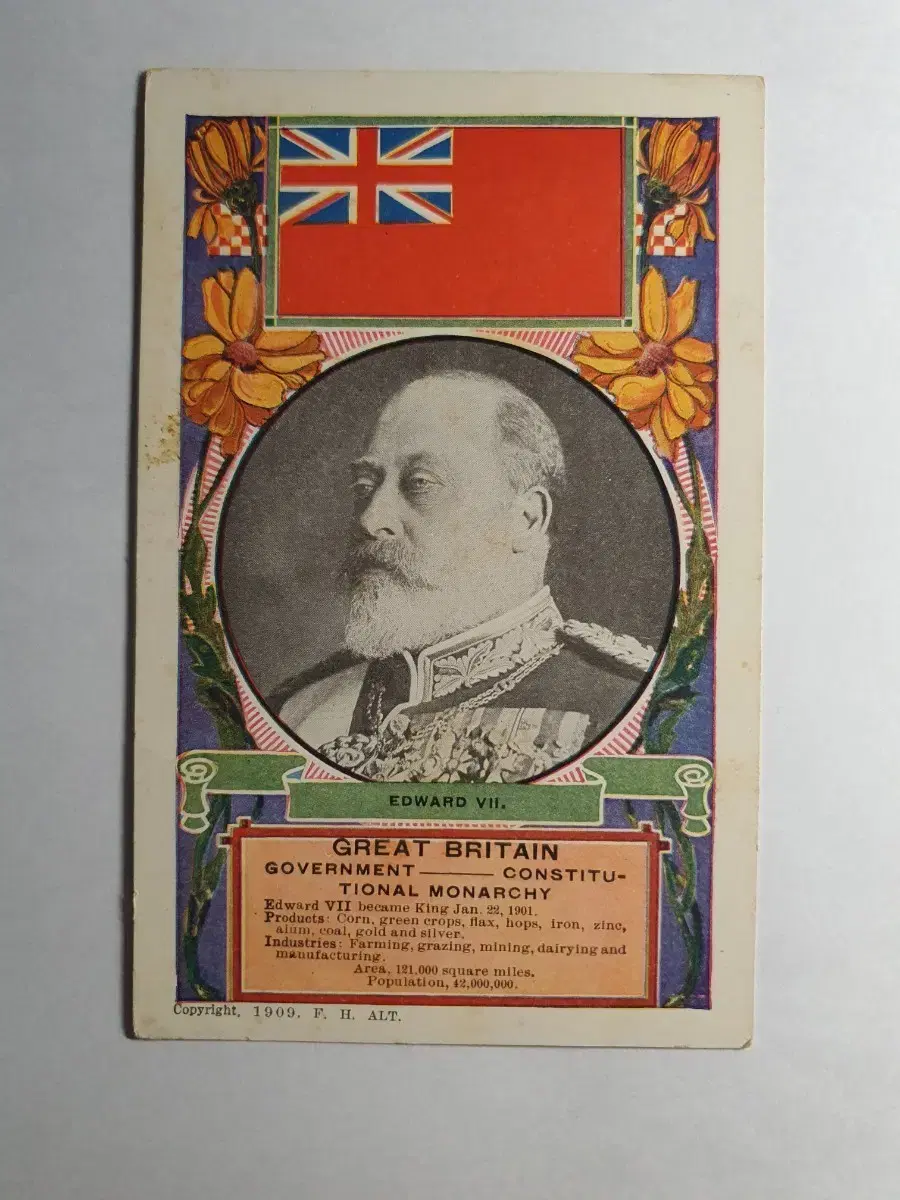 EDWARD VII.
GREAT BRITAIN
GOVERNMENT —— CONSTITU-
TIONAL MONARCHY
Edward VII became King Jan. 22, 1901.
Products: Corn, green crops, flax, hops, iron, zinc,
alum, coal, gold and silver.
Industries: Farming, grazing, mining, dairying and
manufacturing.
Area, 121,000 square miles.
Population, 42,000,000.
Copyright, 1909. F. H. ALT.